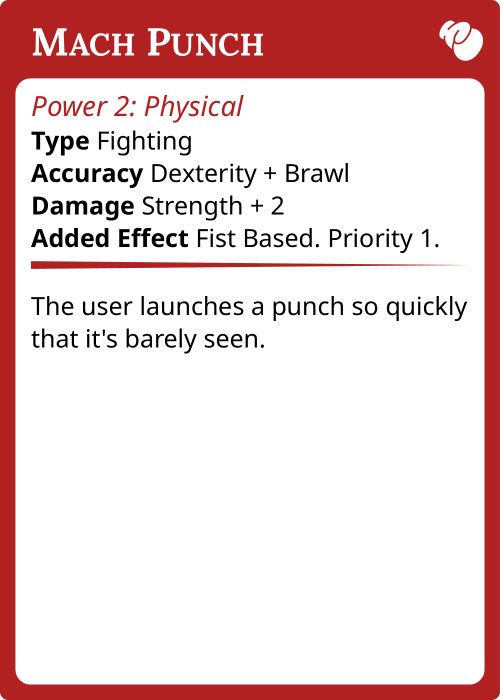 Mach Punch
Power 2: Physical
Type Fighting
Accuracy Dexterity + Brawl
Damage Strength + 2
Added Effect Fist Based. Priority 1.
The user launches a punch so quickly
that it's barely seen.